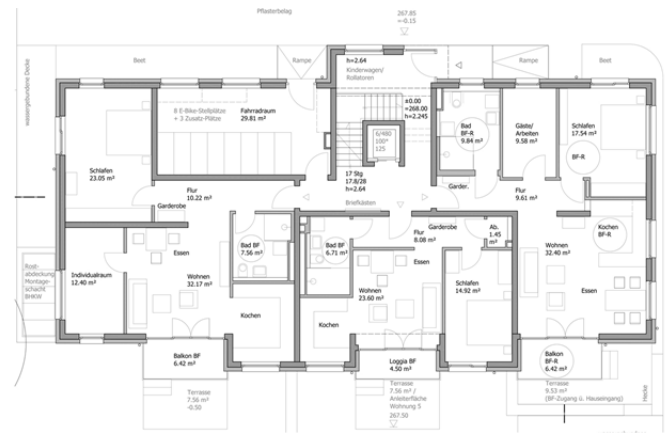 Pflasterbelag
267.85
=-0.15
wassergebundene Decke
Beet
Rampe
h=2.64
Kinderwagen/
Rollatoren
Rampe
Beet
8 E-Bike-Stellplätze
+ 3 Zusatz-Plätze
Fahrradraum
29.81 m²
±0.00
=268.00
h=2.245
6/480
100*
125
Bad
BF-R
9.84 m²
Gäste/
Arbeiten
9.58 m²
Schlafen
17.54 m²
BF-R
Schlafen
23.05 m²
17 Stg
17.8/28
h=2.64
Flur
10.22 m²
Garderobe
Briefkästen
Garder.
Flur
9.61 m²
Kochen
BF-R
Essen
Bad BF
7.56 m²
Bad BF
6.71 m²
Flur
8.08 m²
Garderobe
Ab.
1.45
m²
Wohnen
32.40 m²
Rost-
abdeckung
Montage-
schacht
BHKW
Individualraum
12.40 m²
Wohnen
32.17 m²
Essen
Wohnen
23.60 m²
Schlafen
14.92 m²
Essen
Kochen
Kochen
Balkon BF
6.42 m²
Loggia BF
4.50 m²
Balkon
BF-R
6.42 m²
Terrasse
7.56 m²
-0.50
Terrasse
7.56 m² /
Anleiterfläche
Wohnung 5
267.50
Terrasse
9.53 m²
(BF-Zugang ü. Hauseingang)
Hecke